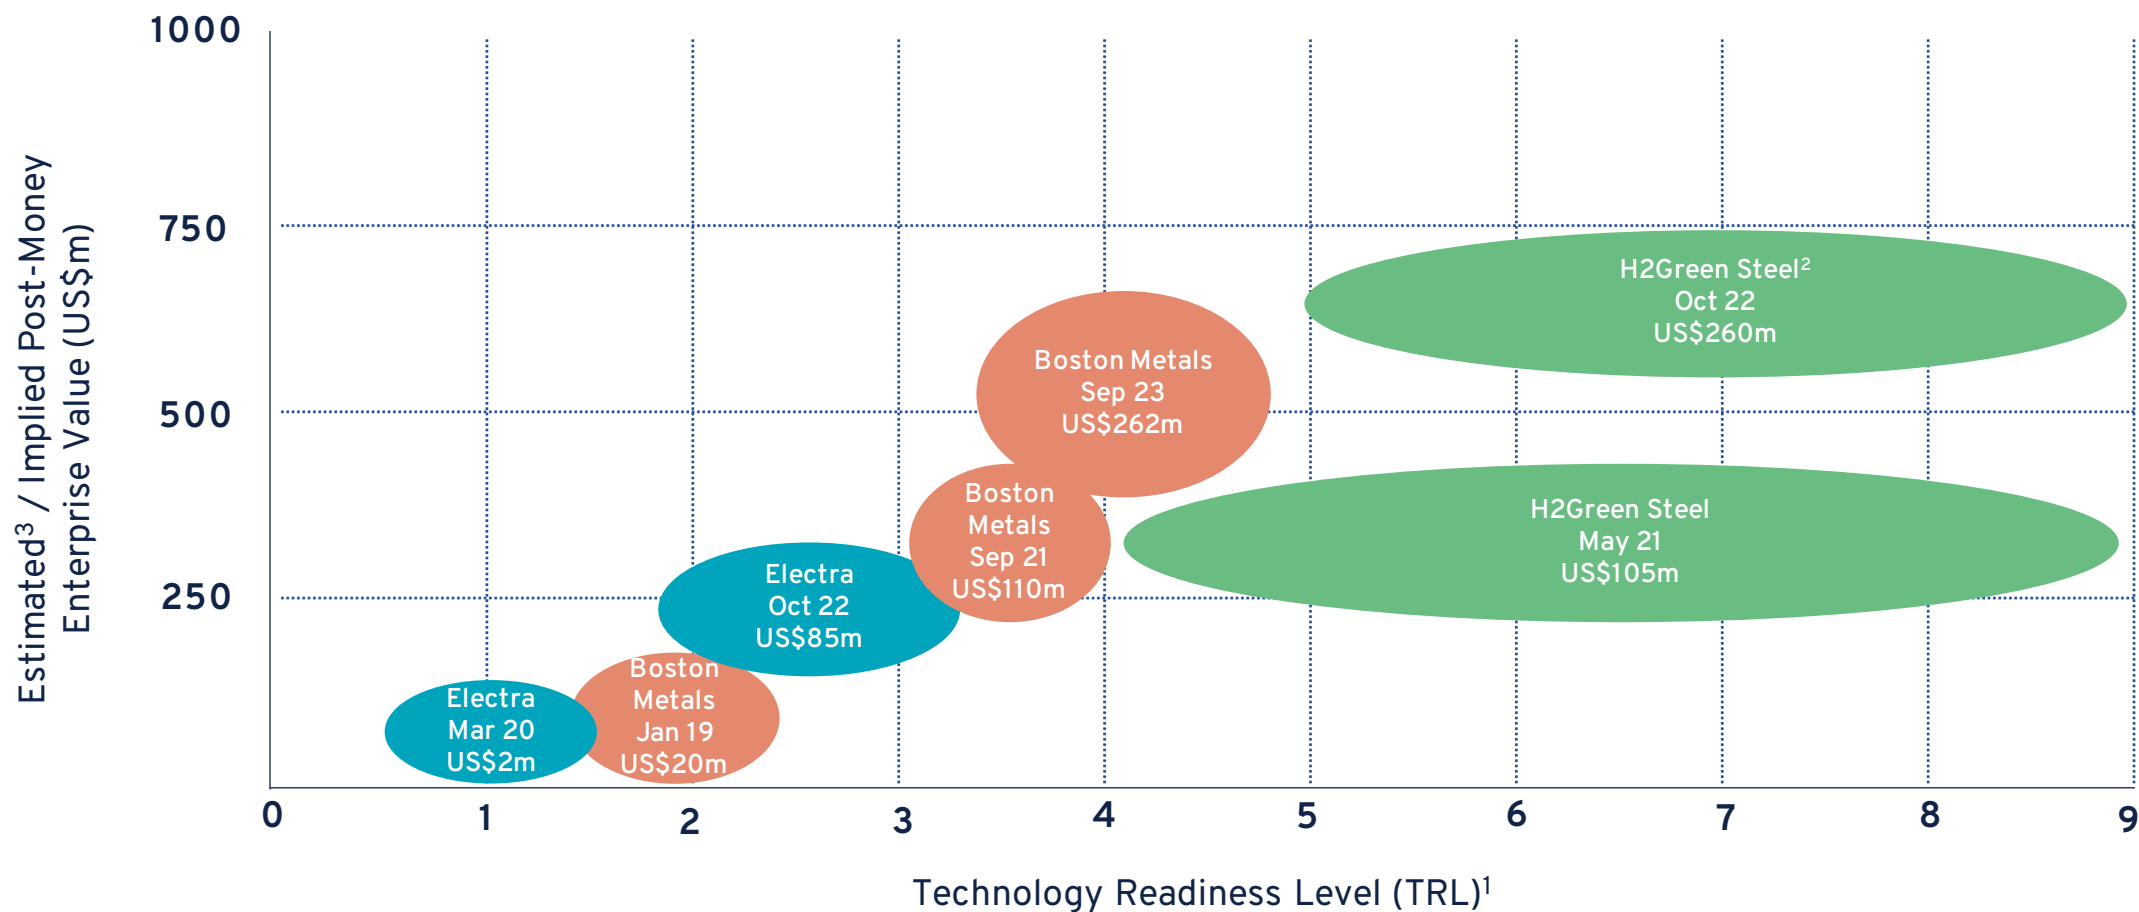 1000
750
500
250
Estimated³ / Implied Post-Money
Enterprise Value (US$m)
H2Green Steel²
Oct 22
US$260m
Boston Metals
Sep 23
US$262m
Boston
Metals
Sep 21
US$110m
H2Green Steel
May 21
US$105m
Electra
Oct 22
US$85m
Boston
Metals
Jan 19
US$20m
Electra
Mar 20
US$2m
0 1 2 3 4 5 6 7 8 9
Technology Readiness Level (TRL)¹